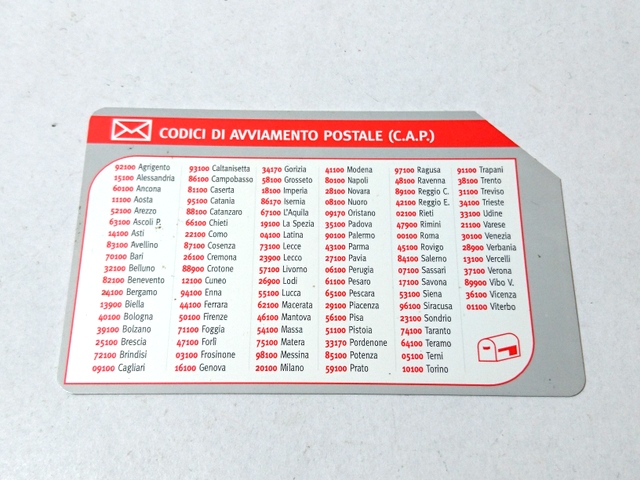 CODICI DI AVVIAMENTO POSTALE (C.A.P.)
92100 Agrigento
15100 Alessandria
60100 Ancona
11100 Aosta
52100 Arezzo
63100 Ascoli P.
14100 Asti
83100 Avellino
70100 Bari
32100 Belluno
82100 Benevento
24100 Bergamo
13900 Biella
40100 Bologna
39100 Bolzano
25100 Brescia
72100 Brindisi
09100 Cagliari
93100 Caltanisetta
86100 Campobasso
81100 Caserta
95100 Catania
88100 Catanzaro
66100 Chieti
22100 Como
87100 Cosenza
26100 Cremona
88900 Crotone
12100 Cuneo
94100 Enna
44100 Ferrara
50100 Firenze
71100 Foggia
47100 Forlì
03100 Frosinone
16100 Genova
34170 Gorizia
58100 Grosseto
18100 Imperia
86170 Isernia
67100 L'Aquila
19100 La Spezia
04100 Latina
73100 Lecce
23900 Lecco
57100 Livorno
26900 Lodi
55100 Lucca
62100 Macerata
46100 Mantova
54100 Massa
75100 Matera
98100 Messina
20100 Milano
41100 Modena
80100 Napoli
28100 Novara
08100 Nuoro
09170 Oristano
35100 Padova
90100 Palermo
43100 Parma
27100 Pavia
06100 Perugia
61100 Pesaro
65100 Pescara
29100 Piacenza
56100 Pisa
51100 Pistoia
33170 Pordenone
85100 Potenza
59100 Prato
97100 Ragusa
48100 Ravenna
89100 Reggio C.
42100 Reggio E.
02100 Rieti
47900 Rimini
00100 Roma
45100 Rovigo
84100 Salerno
07100 Sassari
17100 Savona
53100 Siena
96100 Siracusa
23100 Sondrio
74100 Taranto
64100 Teramo
05100 Terni
10100 Torino
91100 Trapani
38100 Trento
31100 Treviso
34100 Trieste
33100 Udine
21100 Varese
30100 Venezia
28900 Verbania
13100 Vercelli
37100 Verona
89900 Vibo V.
36100 Vicenza
01100 Viterbo